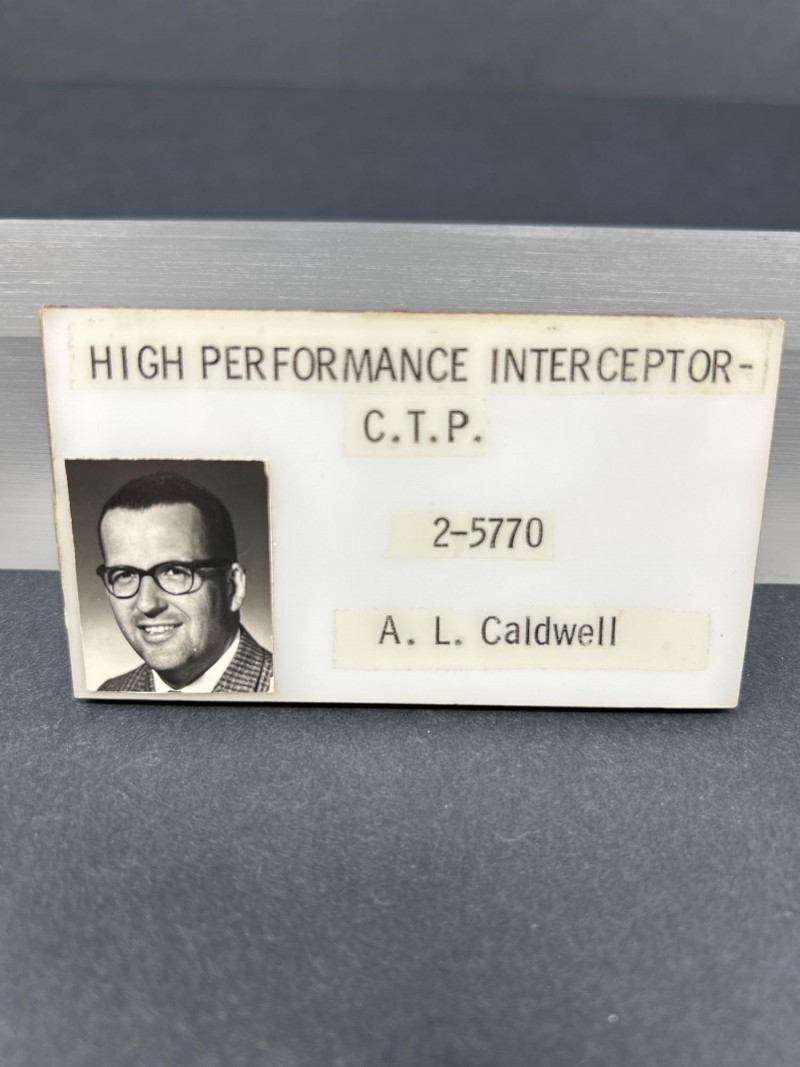 HIGH PERFORMANCE INTERCEPTOR-
C.T.P.
2-5770
A. L. Caldwell